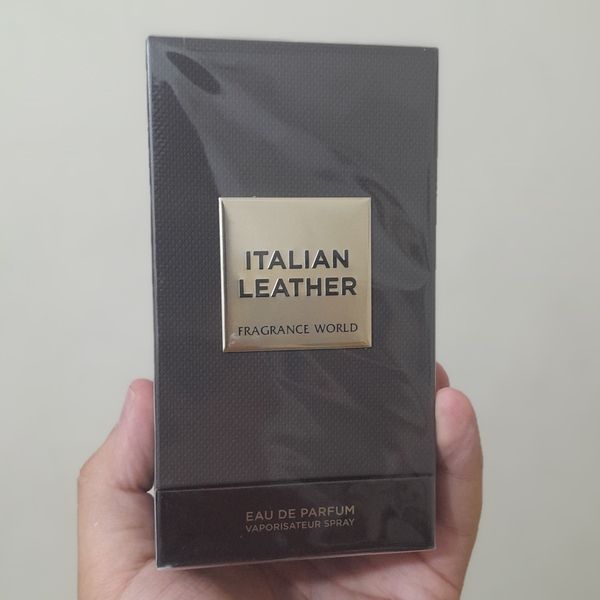 ITALIAN
LEATHER
FRAGRANCE WORLD
EAU DE PARFUM
VAPORISATEUR SPRAY